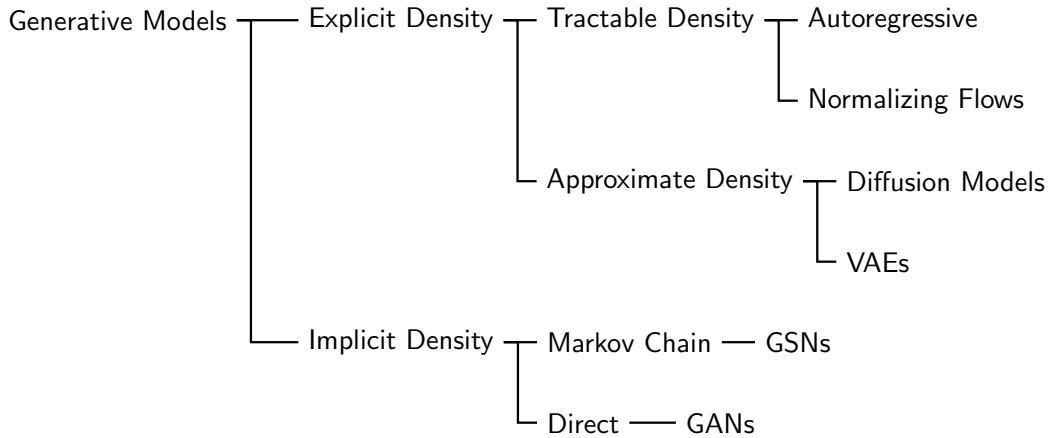 Generative Models
Explicit Density
Tractable Density
Autoregressive
Normalizing Flows
Approximate Density
Diffusion Models
VAEs
Implicit Density
Markov Chain
GSNs
Direct
GANs